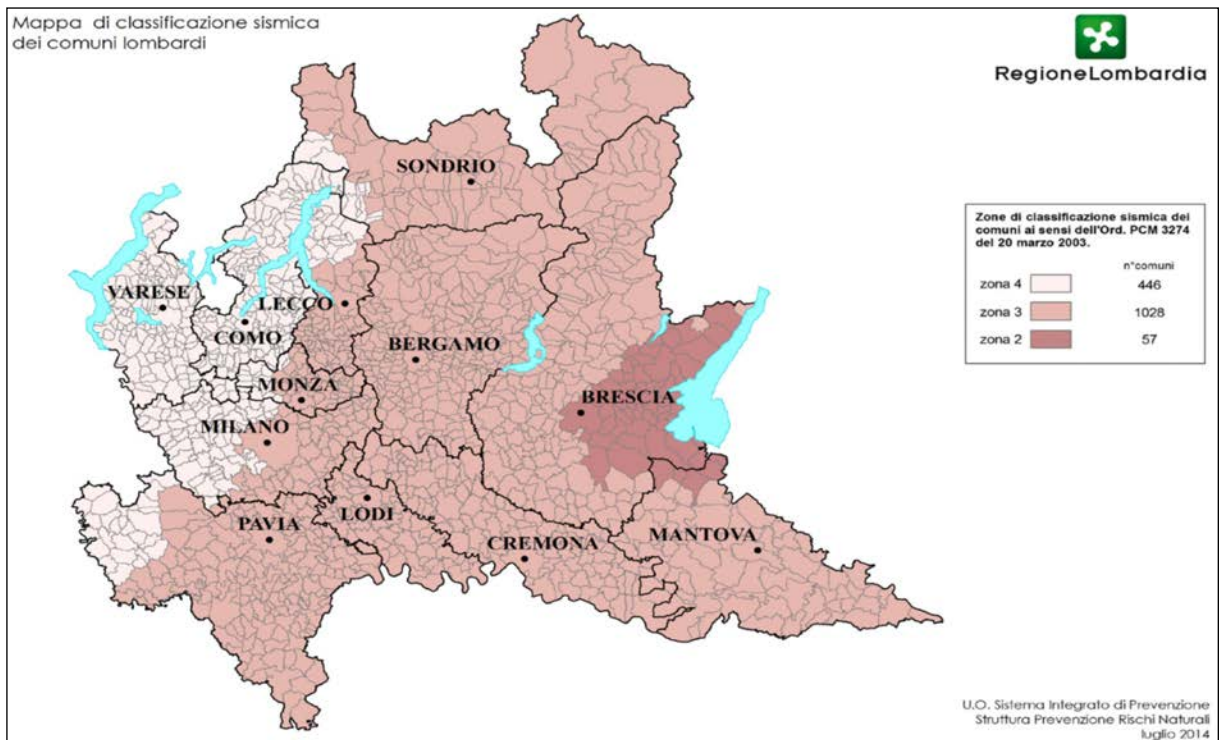 Mappa di classificazione sismica
dei comuni lombardi
RegioneLombardia
SONDRIO
VARESE
LECCO
COMO
BERGAMO
MONZA
BRESCIA
MILANO
PAVIA
LODI
CREMONA
MANTOVA
Zone di classificazione sismica dei
comuni ai sensi dell'Ord. PCM 3274
del 20 marzo 2003.
n°comuni
zona 4 446
zona 3 1028
zona 2 57
U.O. Sistema Integrato di Prevenzione
Struttura Prevenzione Rischi Naturali
luglio 2014